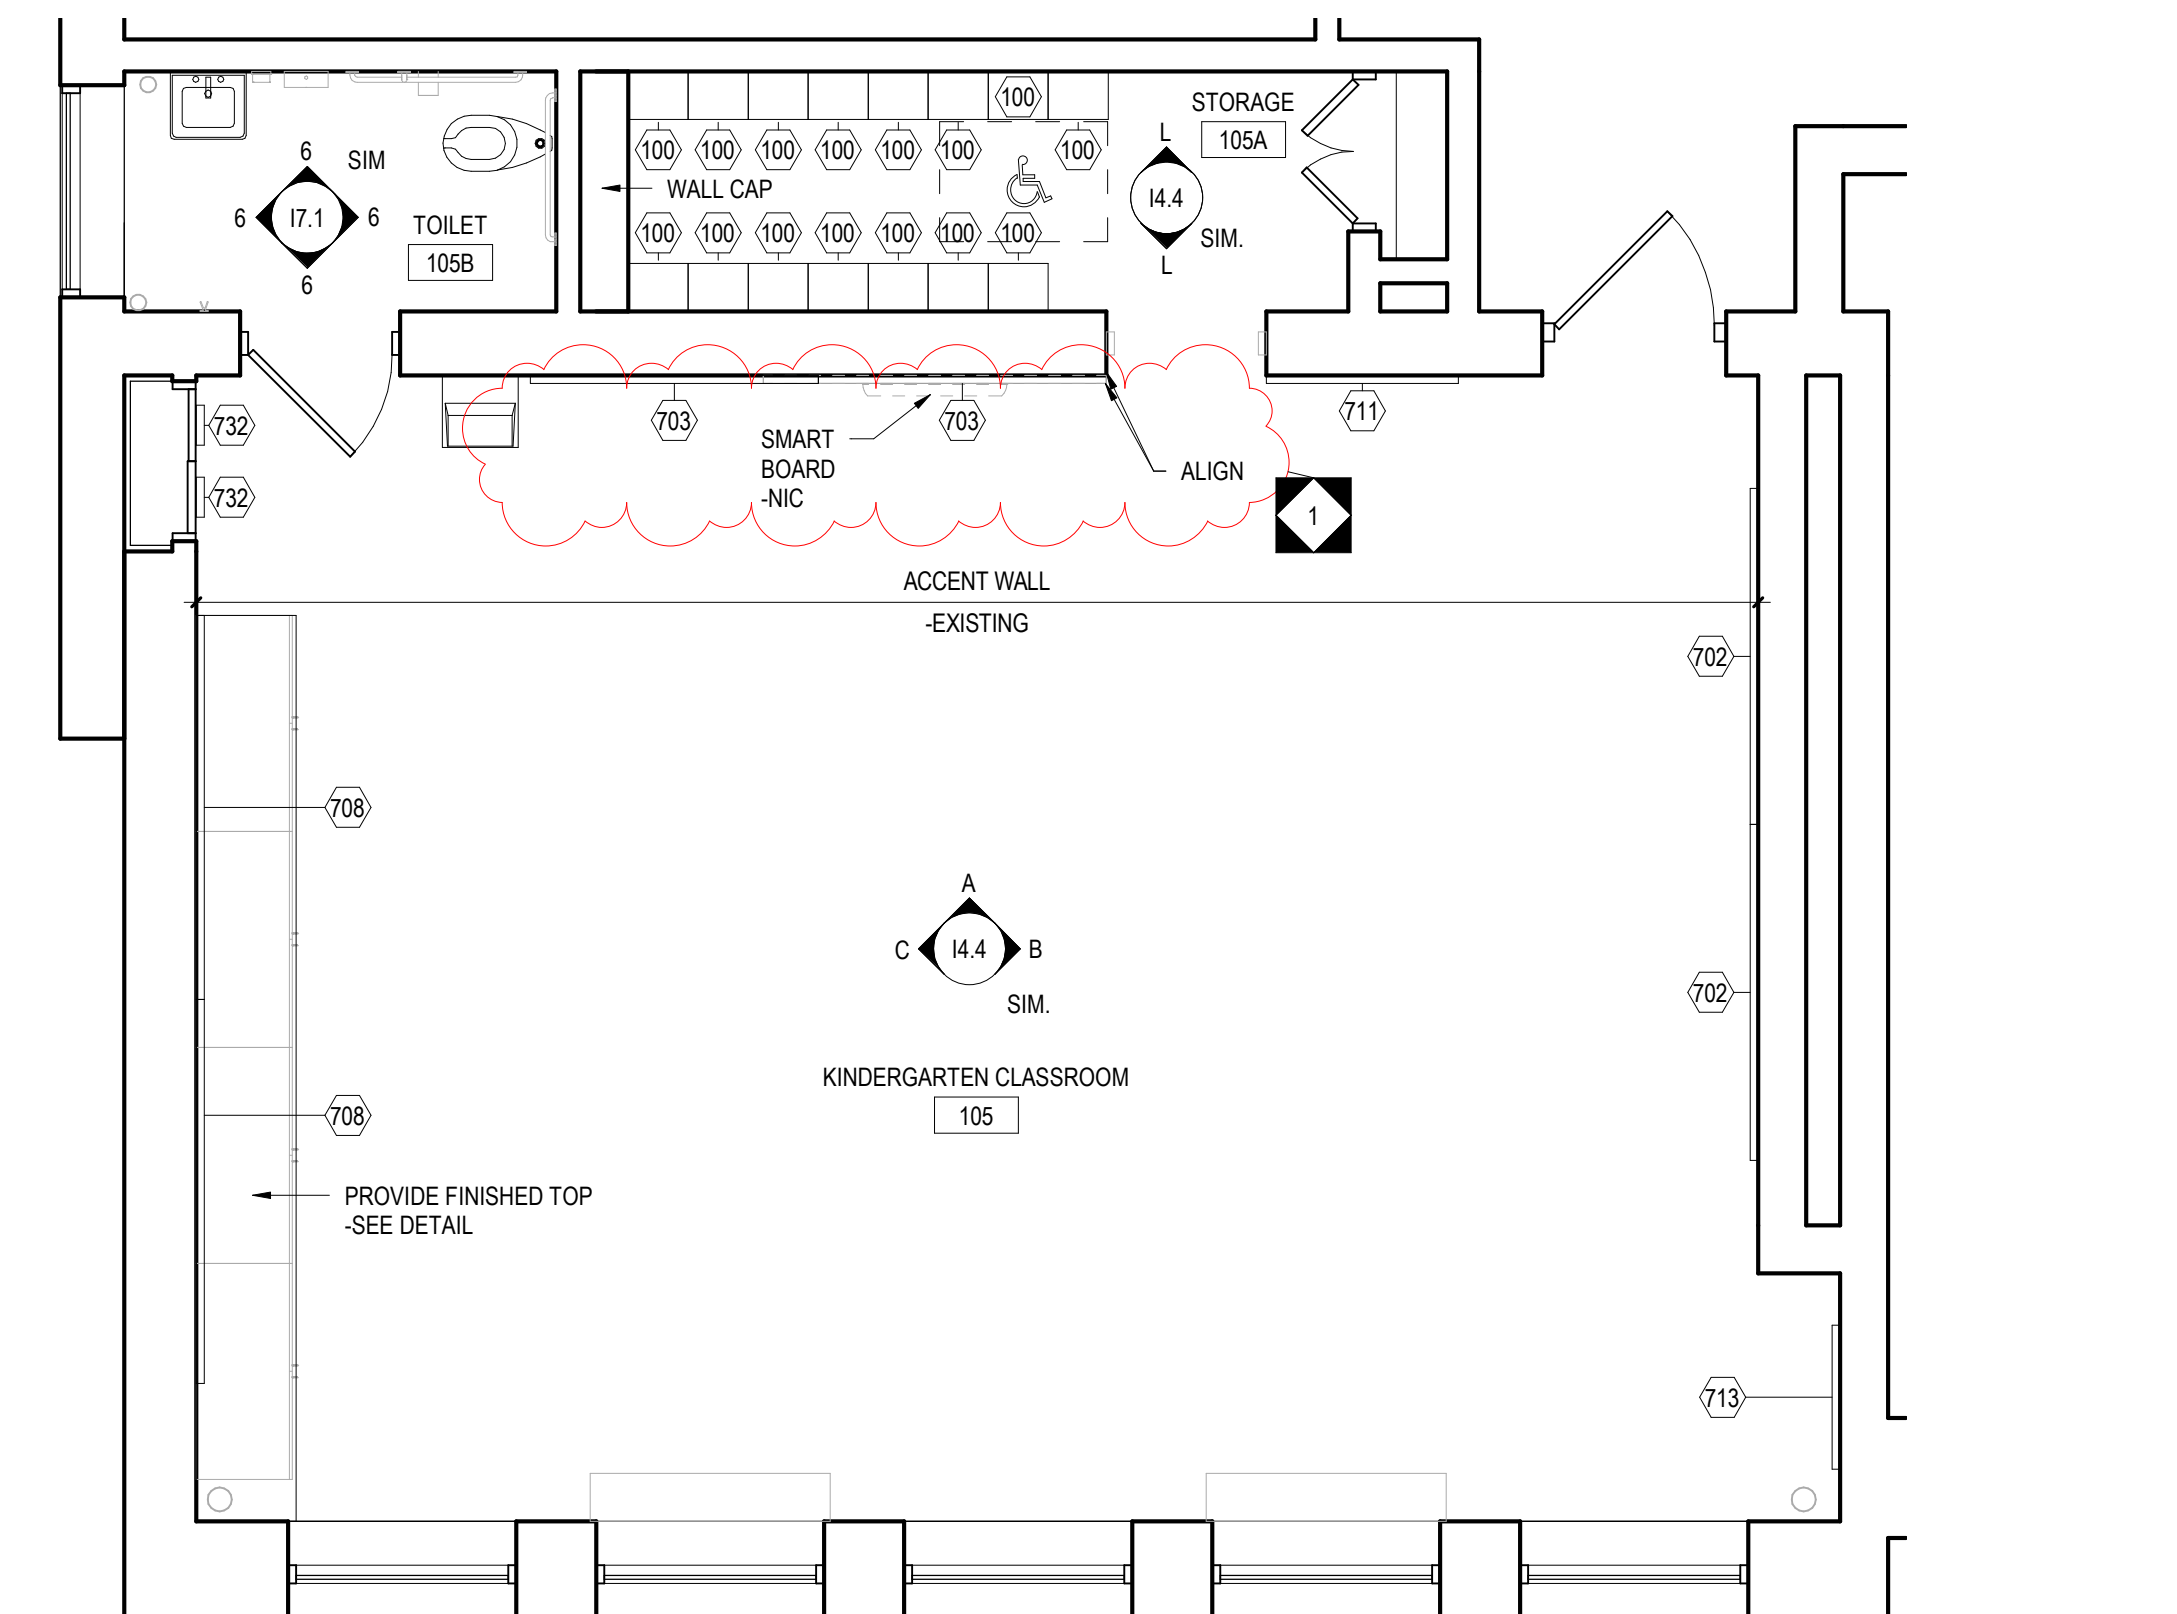 100
STORAGE
105A
L
6
SIM
100 100 100 100 100 100 100
WALL CAP
I4.4
6 I7.1 6
TOILET
105B
100 100 100 100 100 100 100
SIM.
L
6
703
703
711
732
SMART
BOARD
-NIC
ALIGN
732
1
ACCENT WALL
-EXISTING
702
708
A
C I4.4 B
SIM.
702
KINDERGARTEN CLASSROOM
105
708
PROVIDE FINISHED TOP
-SEE DETAIL
713